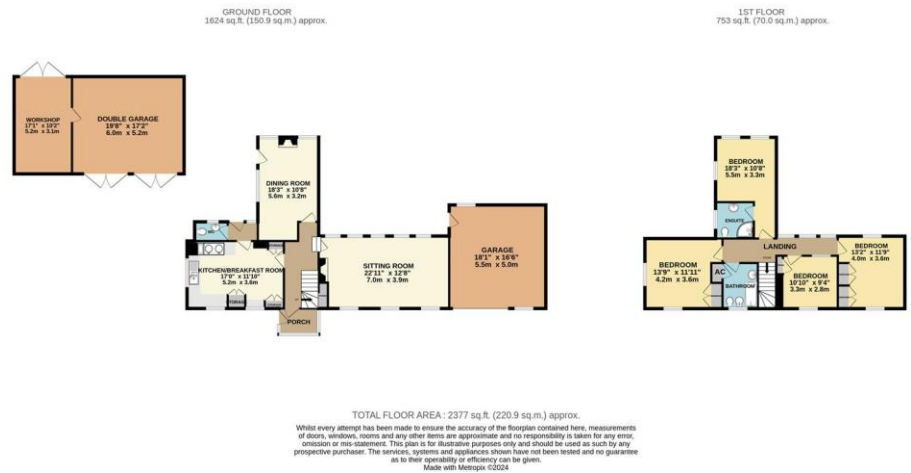 GROUND FLOOR
1624 sq.ft. (150.9 sq.m.) approx.
1ST FLOOR
753 sq.ft. (70.0 sq.m.) approx.
WORKSHOP
17'1" x 10'2"
5.2m x 3.1m
DOUBLE GARAGE
19'8" x 17'2"
6.0m x 5.2m
DINING ROOM
18'3" x 10'8"
5.6m x 3.2m
WC
KITCHEN/BREAKFAST ROOM
17'0" x 11'10"
5.2m x 3.6m
SITTING ROOM
22'11" x 12'8"
7.0m x 3.9m
GARAGE
18'1" x 16'6"
5.5m x 5.0m
PORCH
BEDROOM
18'3" x 10'8"
5.5m x 3.3m
ENSUITE
LANDING
BEDROOM
13'9" x 11'11"
4.2m x 3.6m
AC
BATHROOM
BEDROOM
10'10" x 9'4"
3.3m x 2.8m
BEDROOM
13'2" x 11'9"
4.0m x 3.6m
TOTAL FLOOR AREA : 2377 sq.ft. (220.9 sq.m.) approx.
Whilst every attempt has been made to ensure the accuracy of the floorplan contained here, measurements
of doors, windows, rooms and any other items are approximate and no responsibility is taken for any error,
omission or mis-statement. This plan is for illustrative purposes only and should be used as such by any
prospective purchaser. The services, systems and appliances shown have not been tested and no guarantee
as to their operability or efficiency can be given.
Made with Metropix ©2024